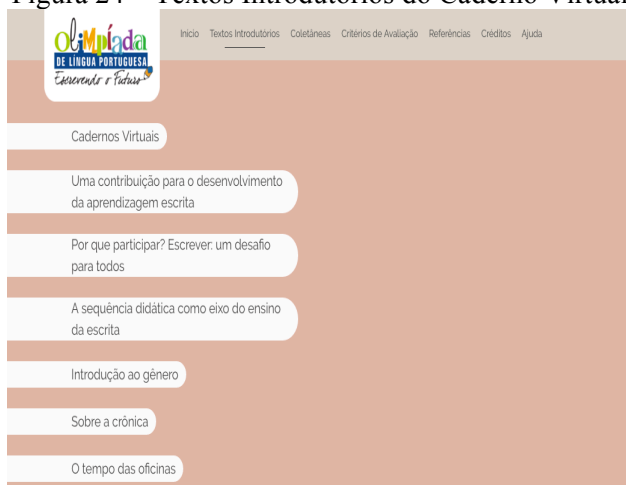 Figura 24 – Textos Introdutórios do Caderno Virtual
OLiMpíada
DE LÍNGUA PORTUGUESA
Escrevendo o Futuro
Início Textos Introdutórios Coletâneas Critérios de Avaliação Referências Créditos Ajuda
Cadernos Virtuais
Uma contribuição para o desenvolvimento
da aprendizagem escrita
Por que participar? Escrever: um desafio
para todos
A sequência didática como eixo do ensino
da escrita
Introdução ao gênero
Sobre a crônica
O tempo das oficinas